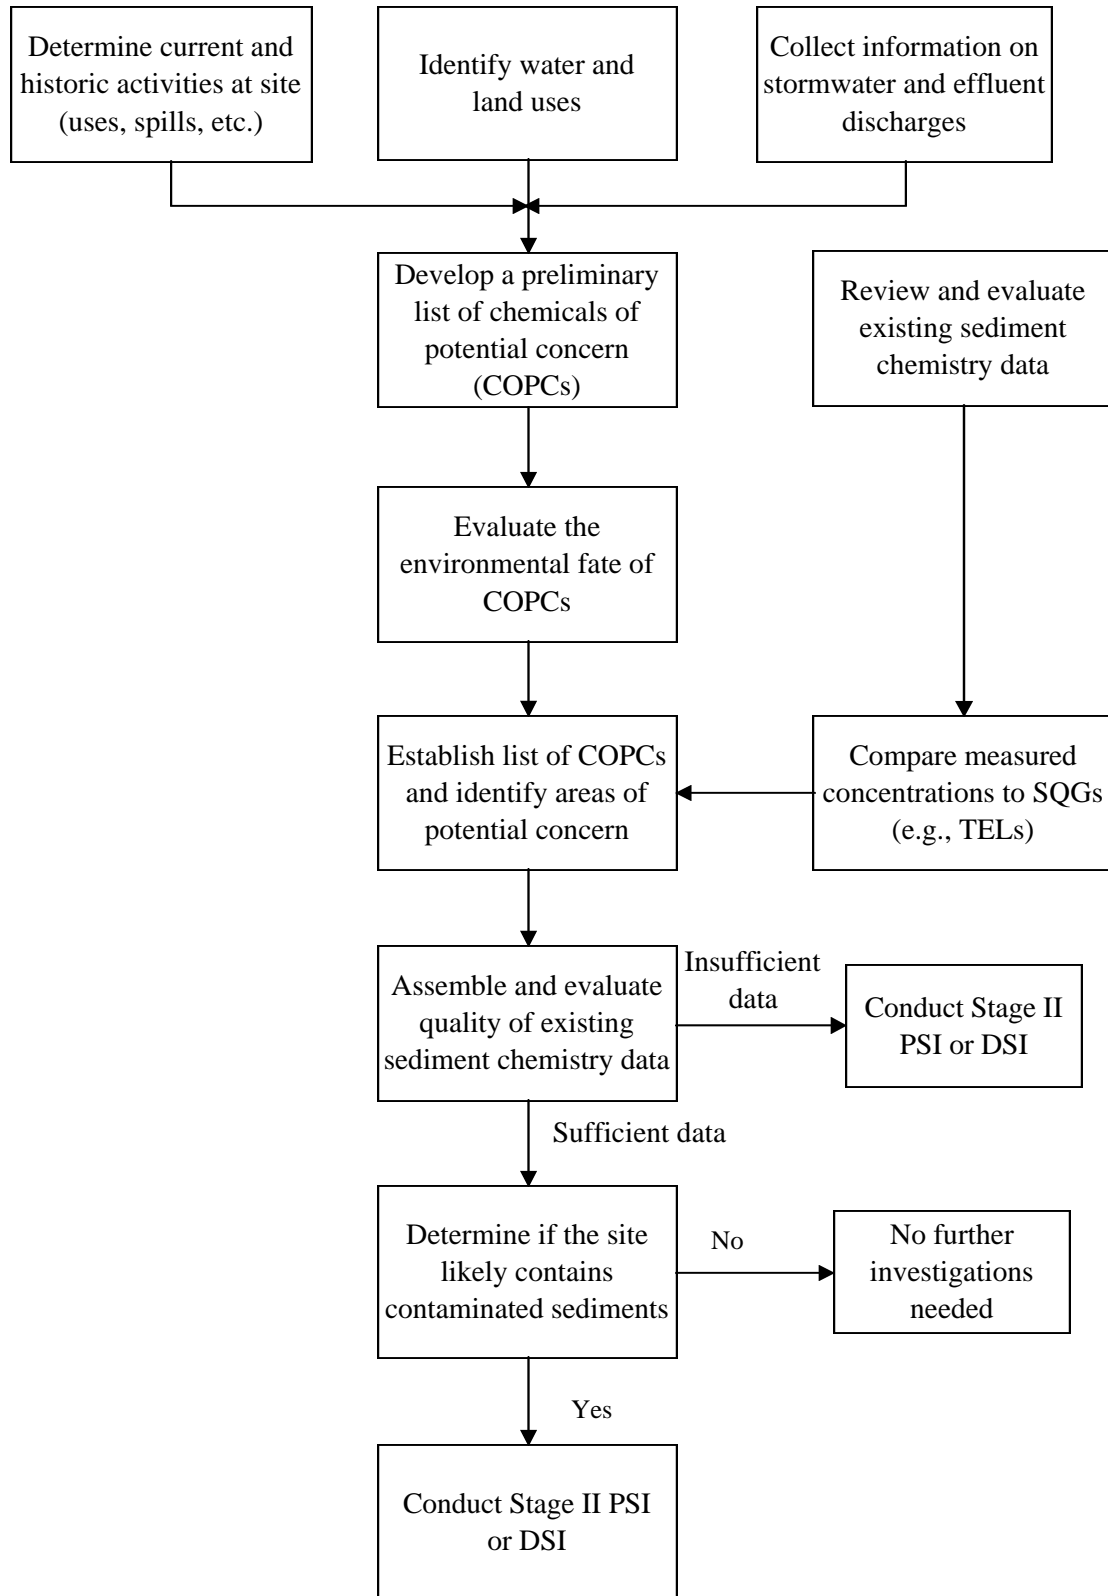 Determine current and
historic activities at site
(uses, spills, etc.)
Identify water and
land uses
Collect information on
stormwater and effluent
discharges
Develop a preliminary
list of chemicals of
potential concern
(COPCs)
Review and evaluate
existing sediment
chemistry data
Evaluate the
environmental fate of
COPCs
Establish list of COPCs
and identify areas of
potential concern
Compare measured
concentrations to SQGs
(e.g., TELs)
Assemble and evaluate
quality of existing
sediment chemistry data
Insufficient
data
Conduct Stage II
PSI or DSI
Sufficient data
Determine if the site
likely contains
contaminated sediments
No
No further
investigations
needed
Yes
Conduct Stage II PSI
or DSI